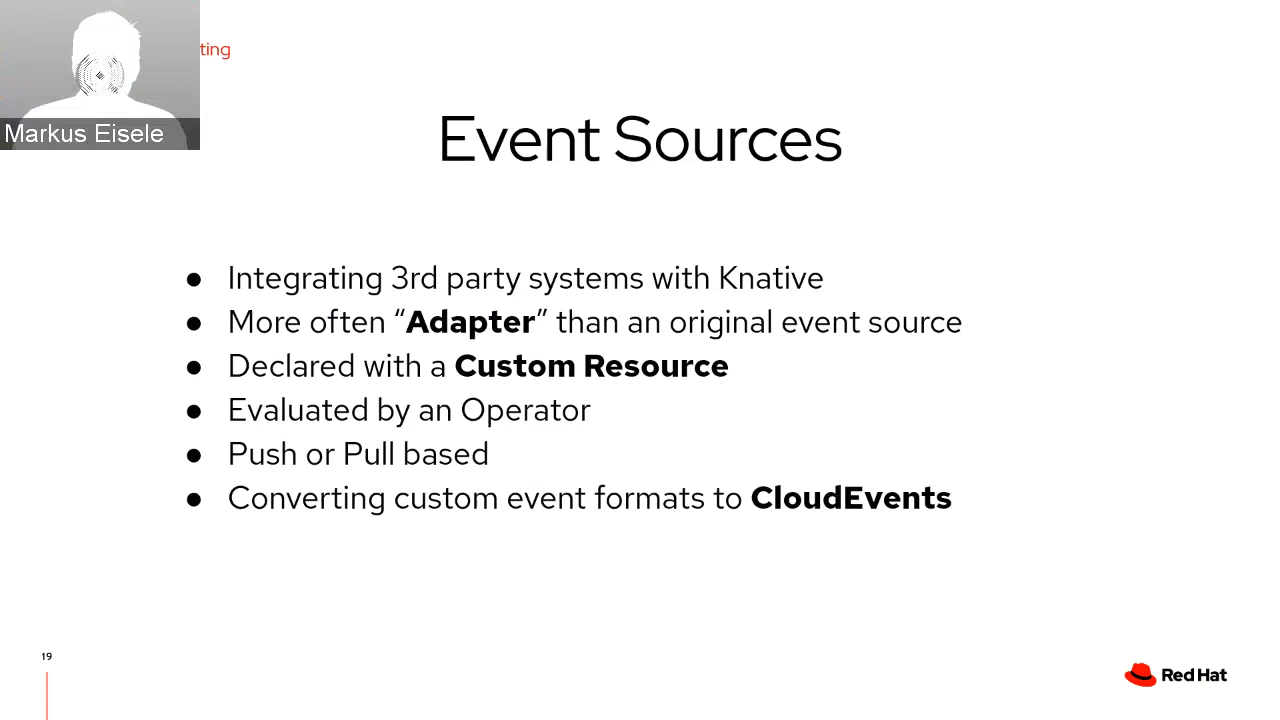 ting
Markus Eisele
Event Sources
● Integrating 3rd party systems with Knative
● More often “Adapter” than an original event source
● Declared with a Custom Resource
● Evaluated by an Operator
● Push or Pull based
● Converting custom event formats to CloudEvents
19
Red Hat